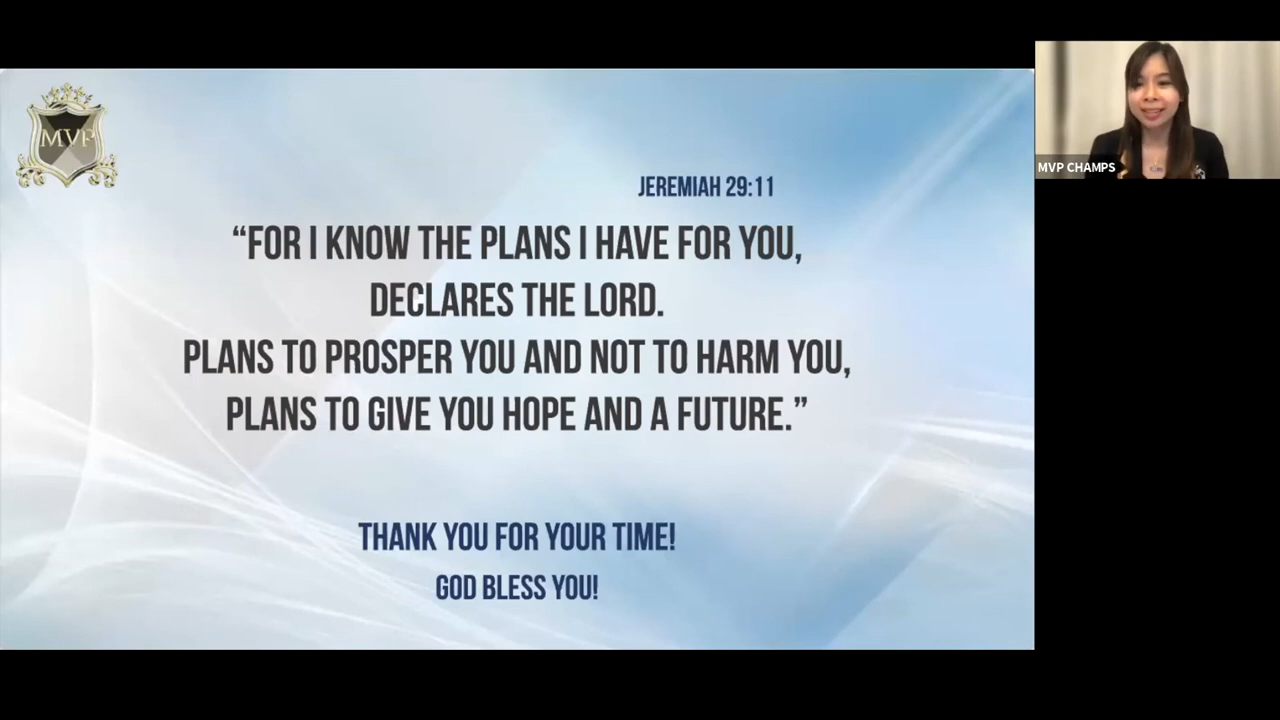 MVP
JEREMIAH 29:11
“FOR I KNOW THE PLANS I HAVE FOR YOU,
DECLARES THE LORD.
PLANS TO PROSPER YOU AND NOT TO HARM YOU,
PLANS TO GIVE YOU HOPE AND A FUTURE.”
THANK YOU FOR YOUR TIME!
GOD BLESS YOU!
MVP CHAMPS